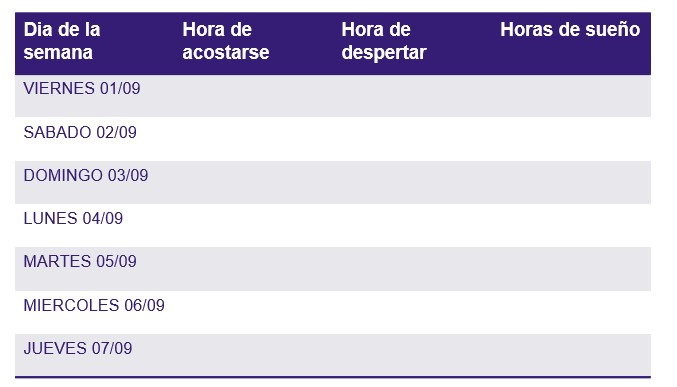 Dia de la semana
Hora de acostarse
Hora de despertar
Horas de sueño
VIERNES 01/09
SABADO 02/09
DOMINGO 03/09
LUNES 04/09
MARTES 05/09
MIERCOLES 06/09
JUEVES 07/09